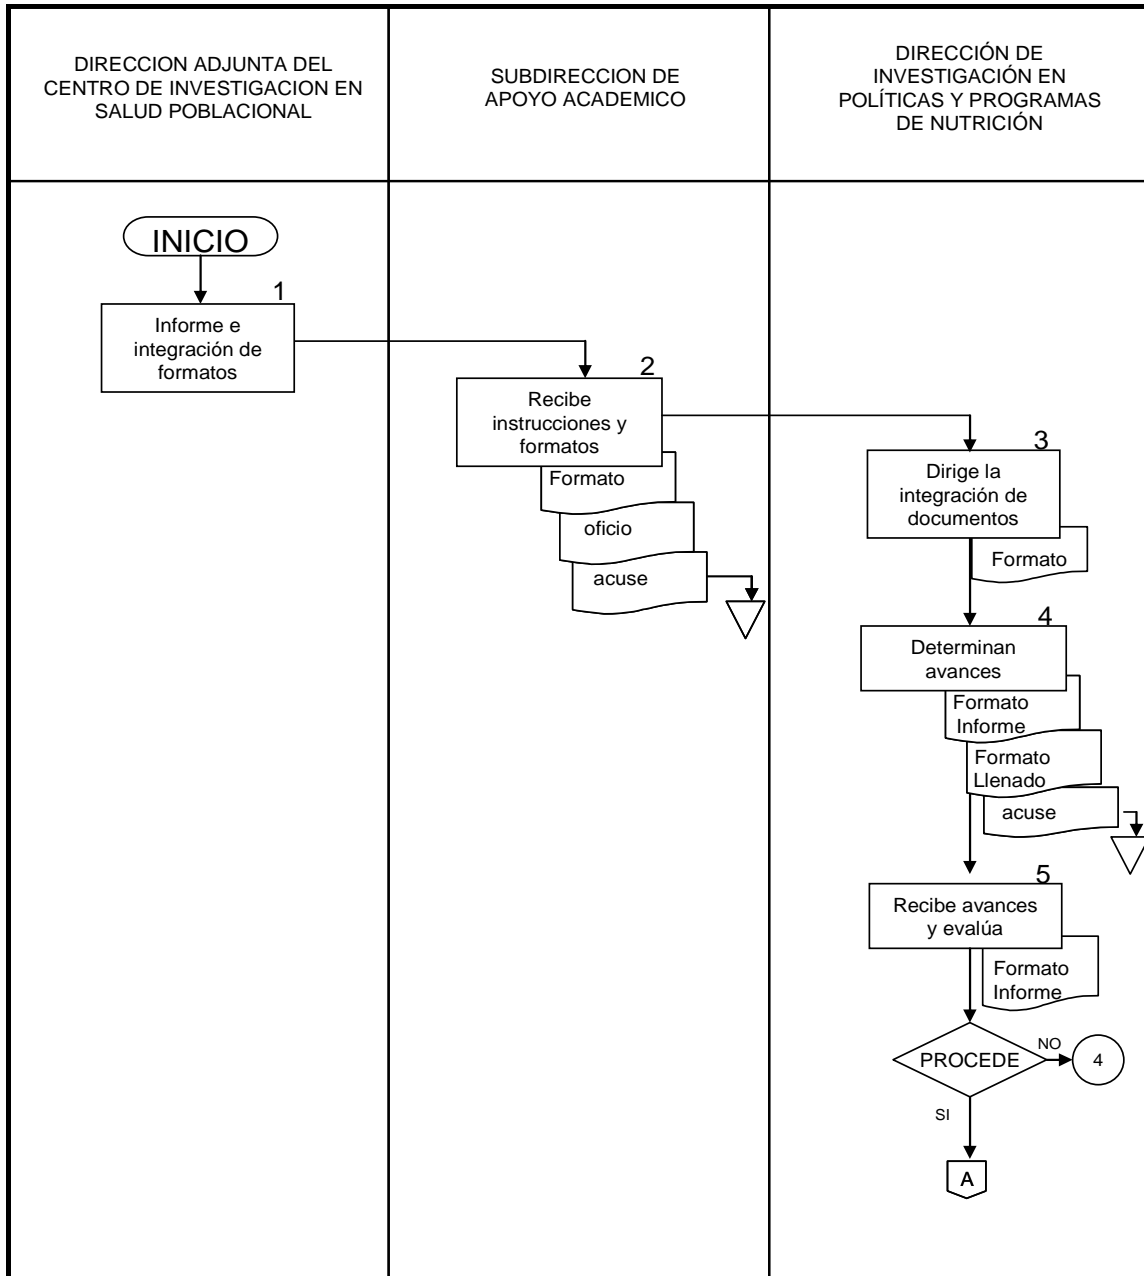 DIRECCION ADJUNTA DEL
CENTRO DE INVESTIGACION EN
SALUD POBLACIONAL
SUBDIRECCION DE
APOYO ACADEMICO
DIRECCIÓN DE
INVESTIGACIÓN EN
POLÍTICAS Y PROGRAMAS
DE NUTRICIÓN
INICIO
1
Informe e
integración de
formatos
2
Recibe
instrucciones y
formatos
Formato
oficio
acuse
3
Dirige la
integración de
documentos
Formato
4
Determinan
avances
Formato
Informe
Formato
Llenado
acuse
5
Recibe avances
y evalúa
Formato
Informe
PROCEDE
NO
4
SI
A